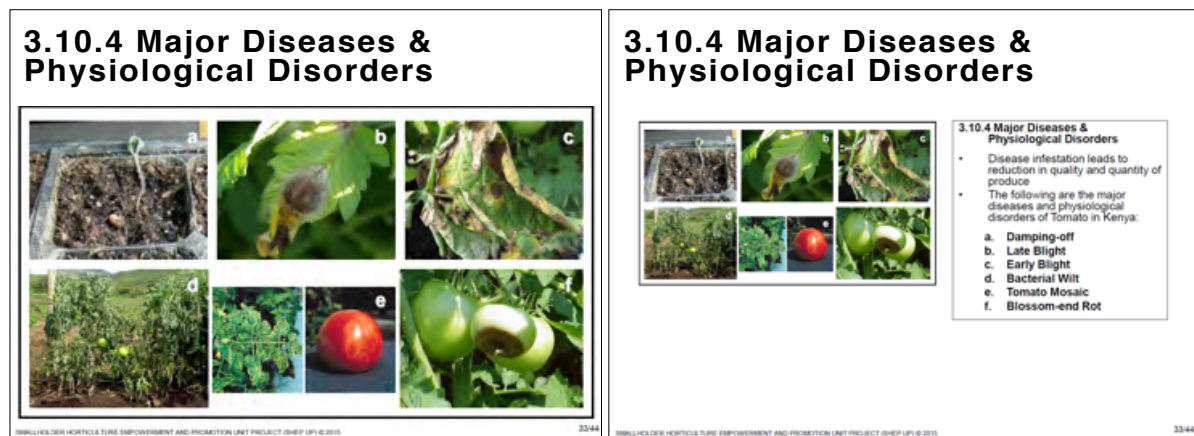 3.10.4 Major Diseases &
Physiological Disorders
a
b
c
d
e
f
SMALLHOLDER HORTICULTURE EMPOWERMENT AND PROMOTION UNIT PROJECT (SHEP UP) © 2015
33/44
3.10.4 Major Diseases &
Physiological Disorders
a
b
c
d
e
f
3.10.4 Major Diseases &
Physiological Disorders
• Disease infestation leads to
reduction in quality and quantity of
produce
• The following are the major
diseases and physiological
disorders of Tomato in Kenya:
a. Damping-off
b. Late Blight
c. Early Blight
d. Bacterial Wilt
e. Tomato Mosaic
f. Blossom-end Rot
SMALLHOLDER HORTICULTURE EMPOWERMENT AND PROMOTION UNIT PROJECT (SHEP UP) © 2015
33/44